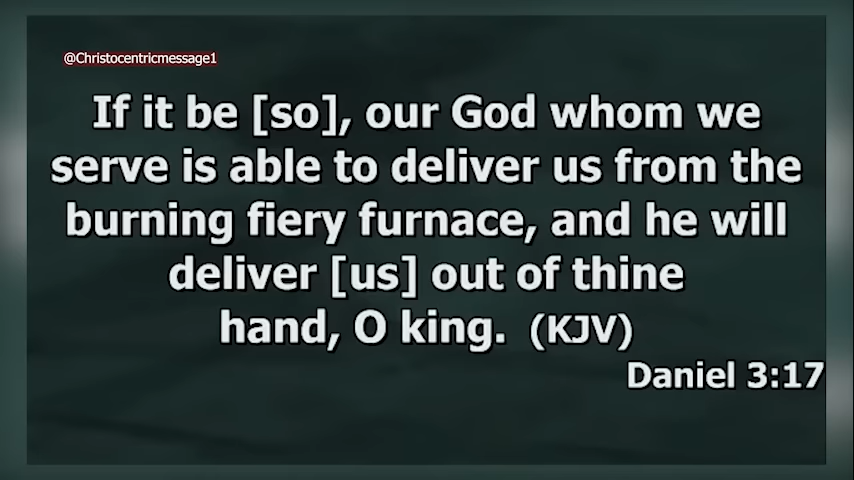 @Christocentricmessage1
If it be [so], our God whom we
serve is able to deliver us from the
burning fiery furnace, and he will
deliver [us] out of thine
hand, O king. (KJV)
Daniel 3:17